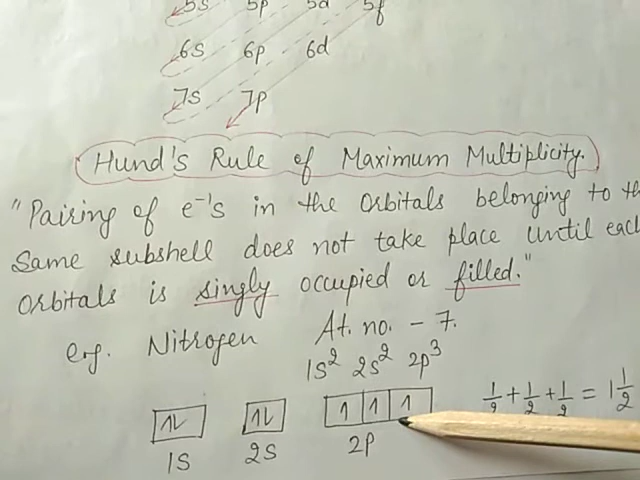 5s 5p 5d 5f
6s 6p 6d
7s 7p
Hund's Rule of Maximum Multiplicity.
"Pairing of e⁻'s in the orbitals belonging to
same subshell does not take place until each
orbitals is singly occupied or filled."
e.g. Nitrogen At. no. - 7.
1s² 2s² 2p³
1/2 + 1/2 + 1/2 = 1 1/2
↿⇂ ↿⇂ ↿ ↿ ↿
1S 2S 2P